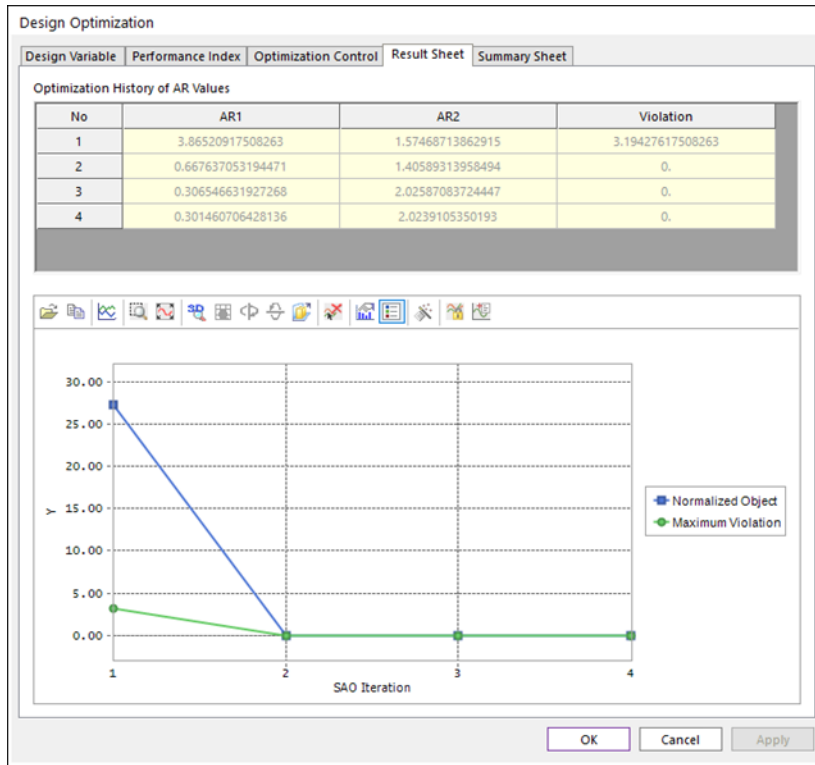 Design Optimization
Design Variable Performance Index Optimization Control Result Sheet Summary Sheet
Optimization History of AR Values
No AR1 AR2 Violation
1 3.86520917508263 1.57468713862915 3.19427617508263
2 0.667637053194471 1.40589313958494 0.
3 0.306546631927268 2.02587083724447 0.
4 0.301460706428136 2.0239105350193 0.
3D
30.00
25.00
20.00
Y 15.00
10.00
5.00
0.00
Normalized Object
Maximum Violation
1 2 3 4
SAO Iteration
OK Cancel Apply